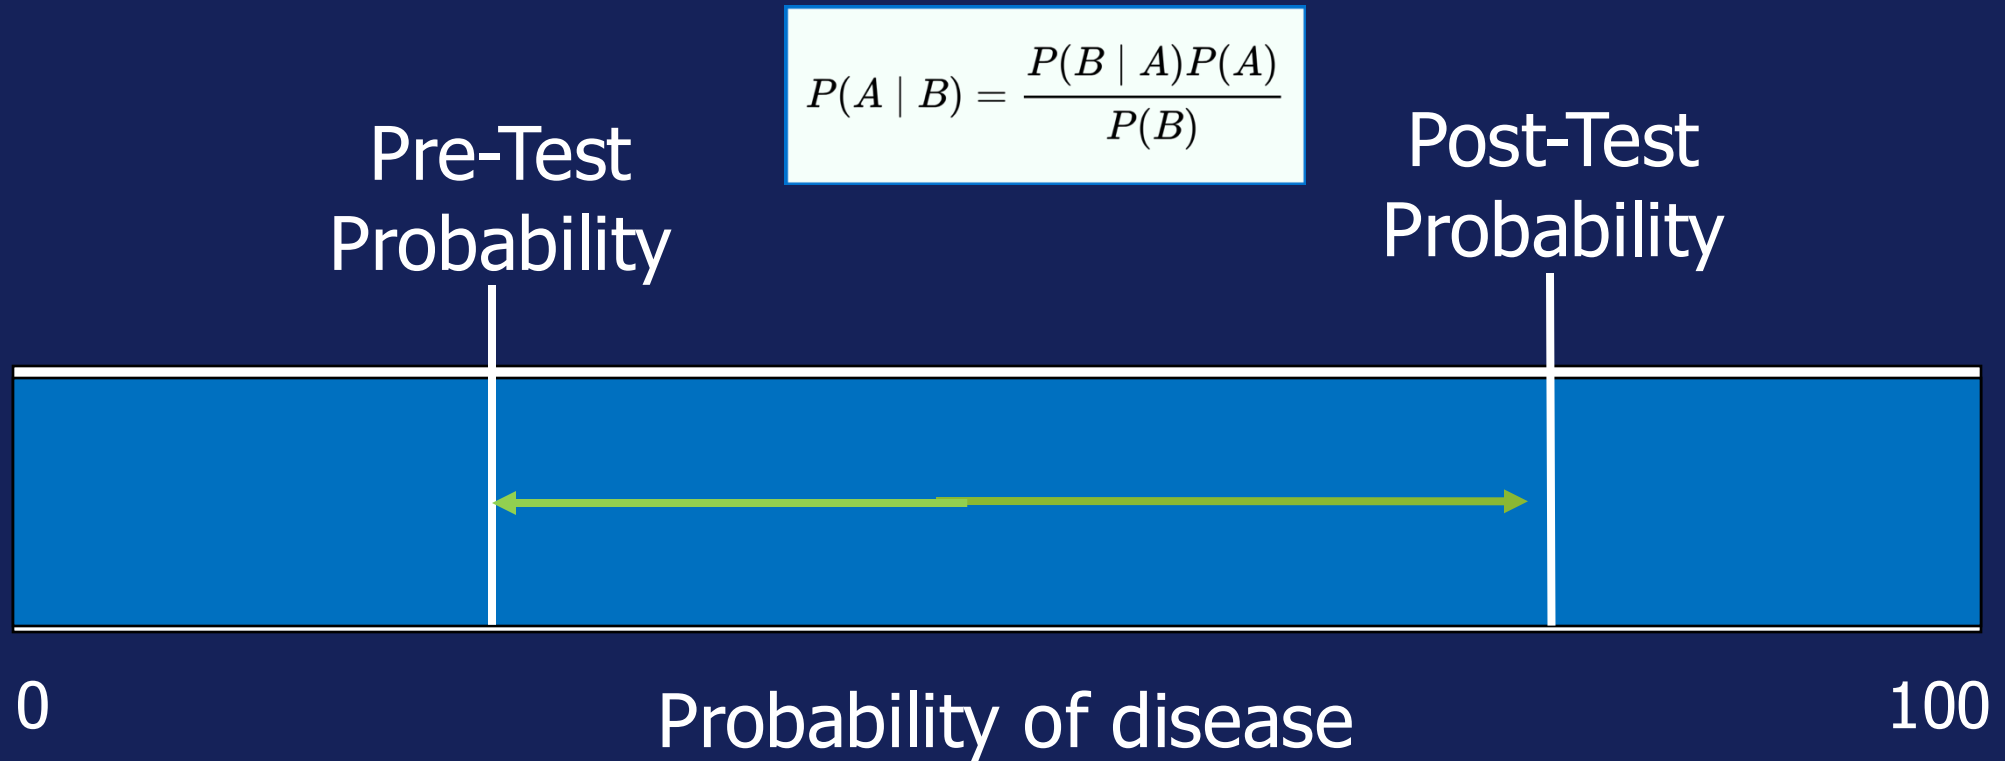 P(A | B) = P(B | A)P(A) / P(B)
Pre-Test
Probability
Post-Test
Probability
0
Probability of disease
100